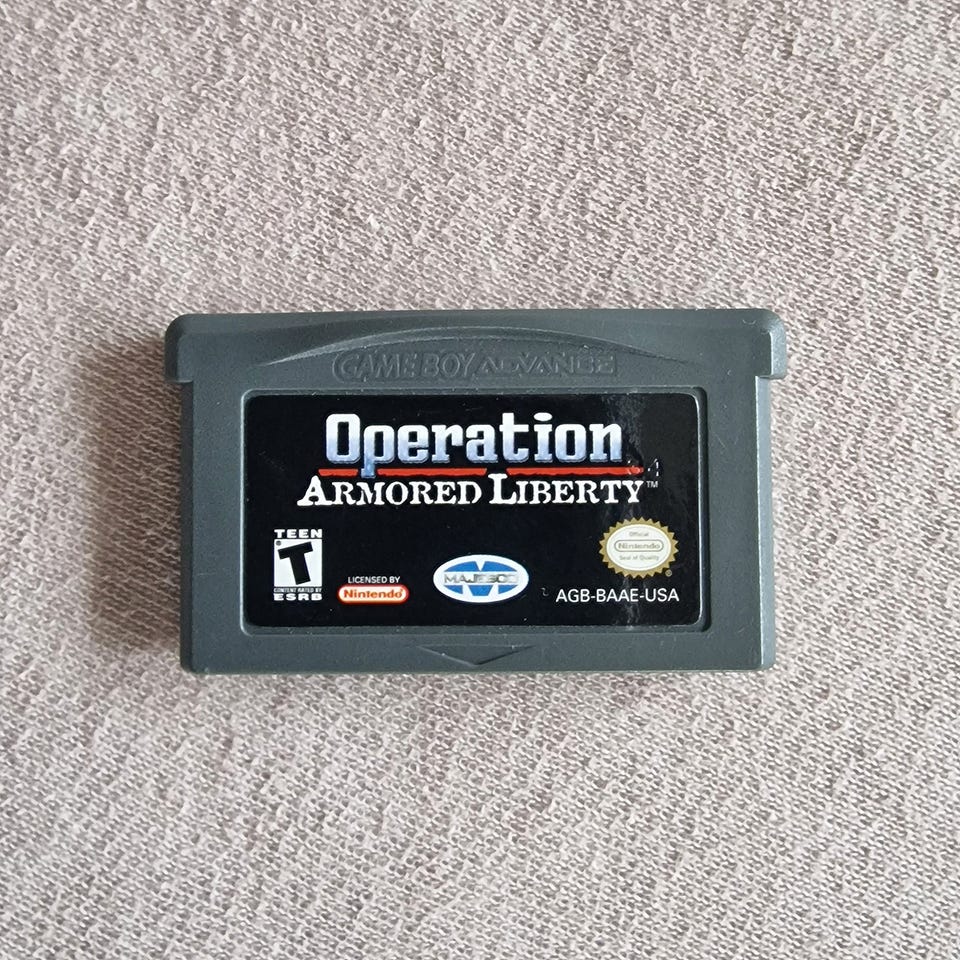 GAME BOY ADVANCE
Operation
ARMORED LIBERTY™
TEEN
T
CONTENT RATED BY
ESRB
LICENSED BY
Nintendo®
MAJESCO
Official
Nintendo
Seal of Quality
®
AGB-BAAE-USA